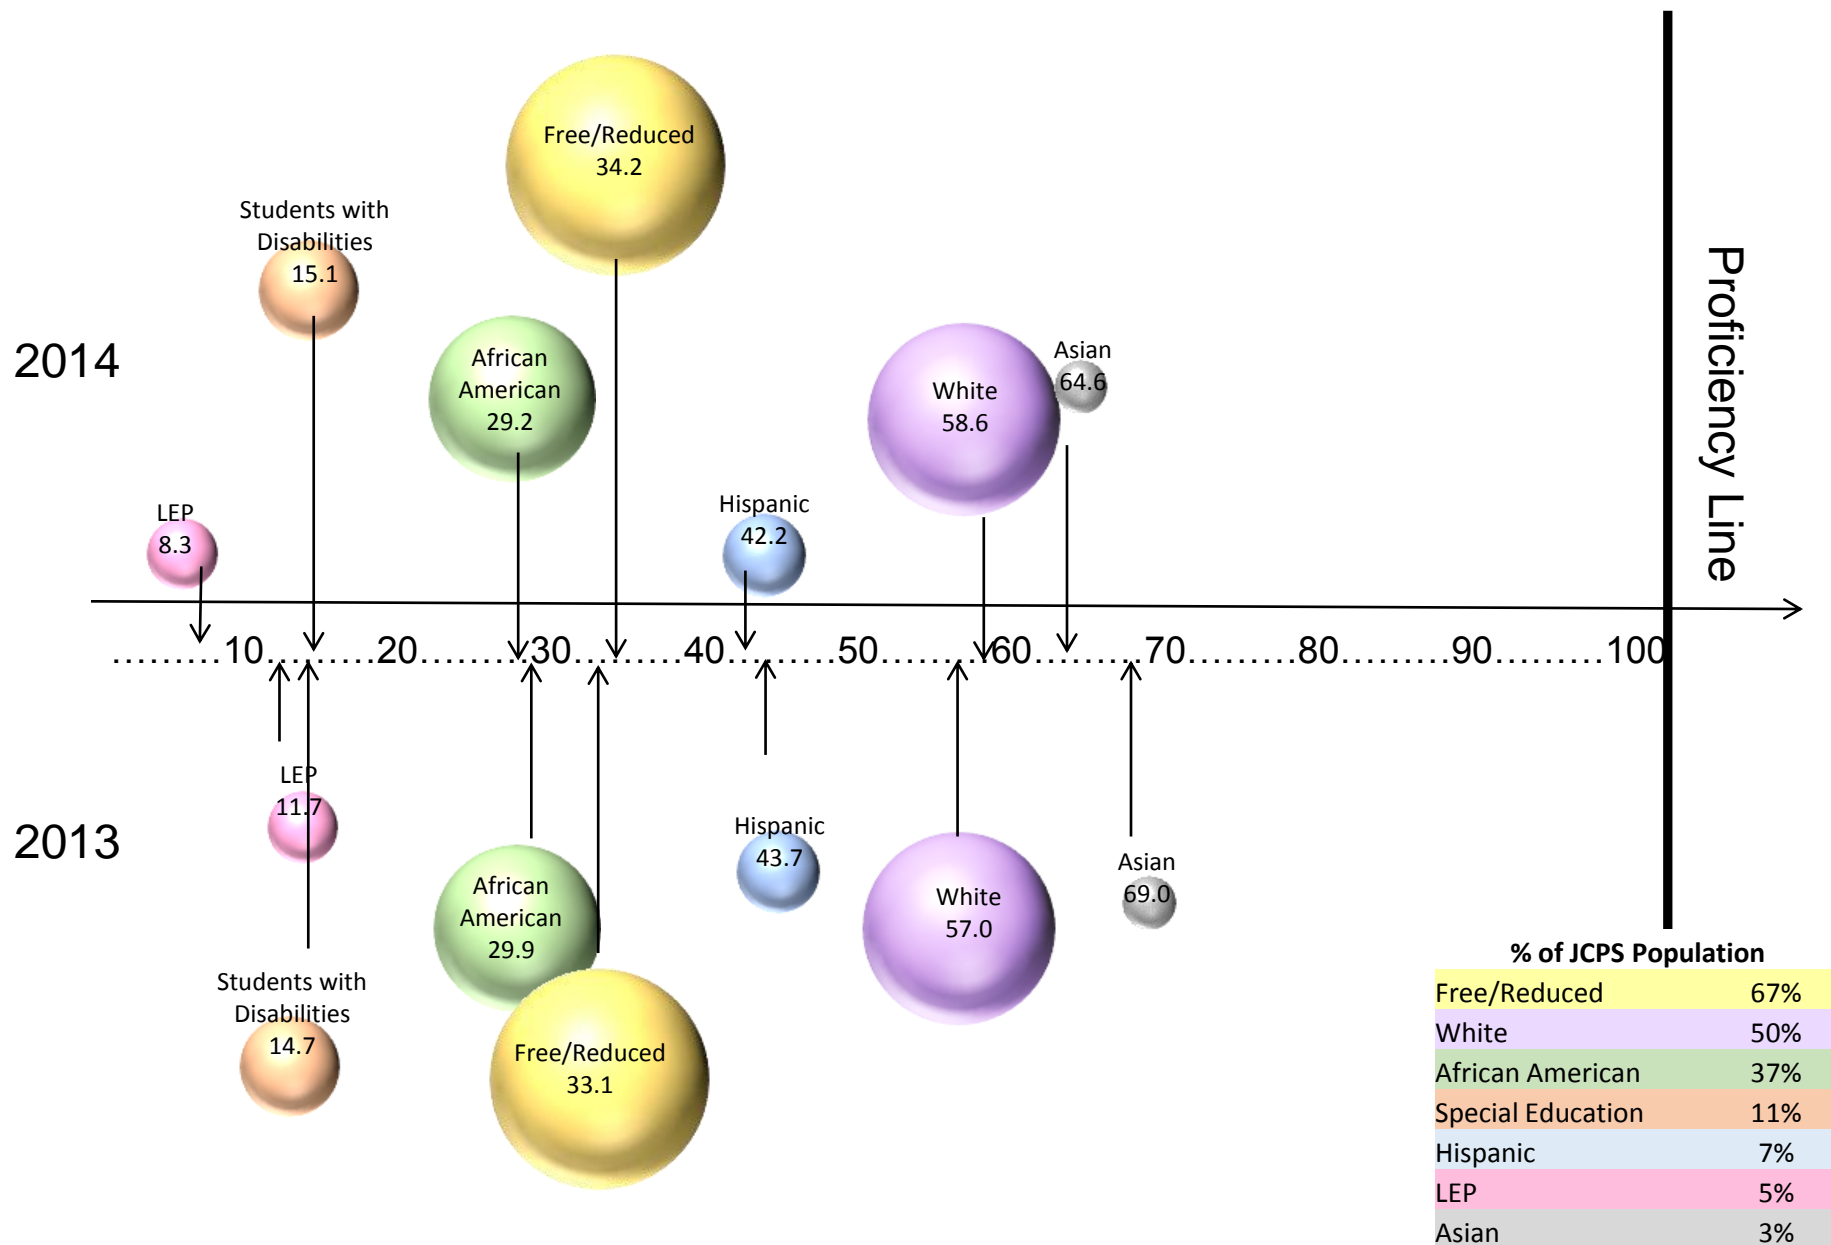 Free/Reduced
34.2
Students with
Disabilities
15.1
2014
African
American
29.2
White
58.6
Asian
64.6
LEP
8.3
Hispanic
42.2
Proficiency Line
.........10.........20.........30.........40.........50.........60.........70.........80.........90.........100
2013
LEP
11.7
Students with
Disabilities
14.7
African
American
29.9
Free/Reduced
33.1
Hispanic
43.7
White
57.0
Asian
69.0
% of JCPS Population
Free/Reduced 67%
White 50%
African American 37%
Special Education 11%
Hispanic 7%
LEP 5%
Asian 3%